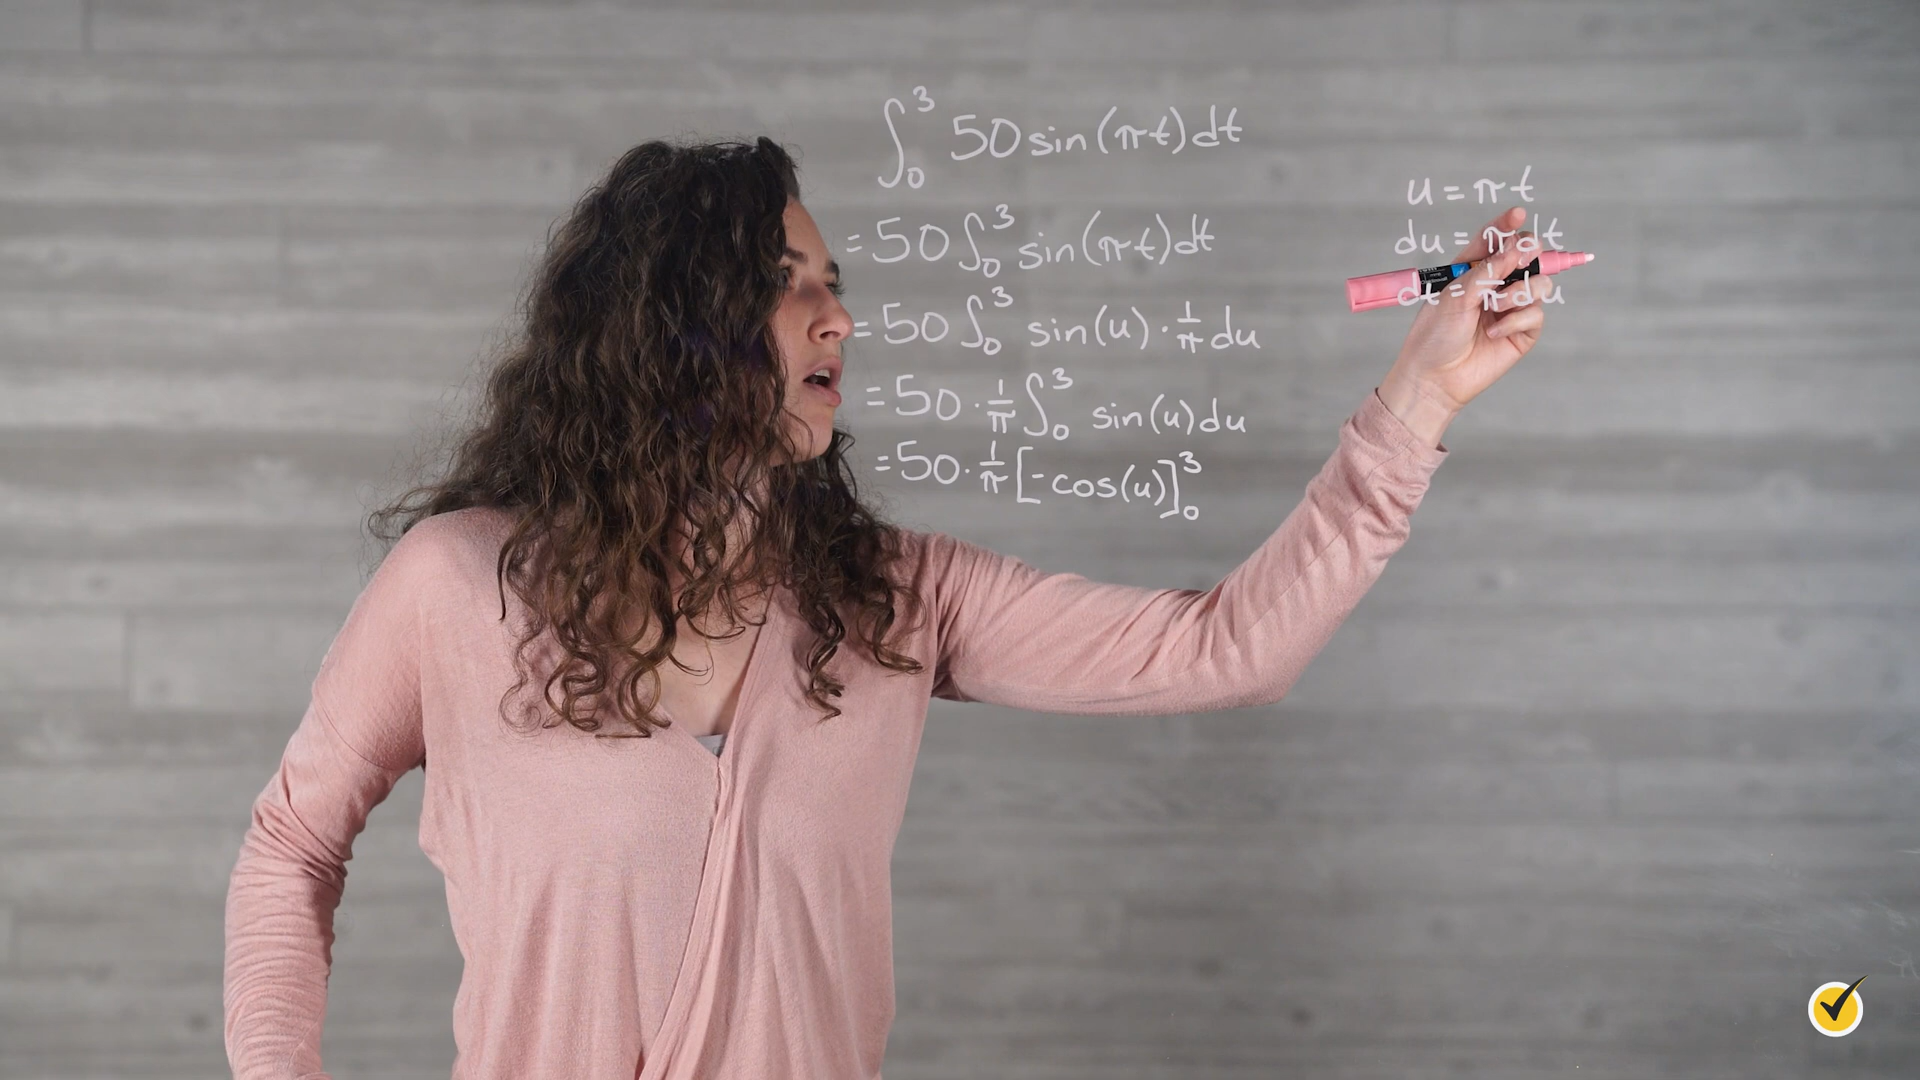 ∫₀³ 50 sin(πt) dt
= 50 ∫₀³ sin(πt) dt
= 50 ∫₀³ sin(u) · 1/π du
= 50 · 1/π ∫₀³ sin(u) du
= 50 · 1/π [-cos(u)]₀³
u = πt
du = π dt
dt = 1/π du